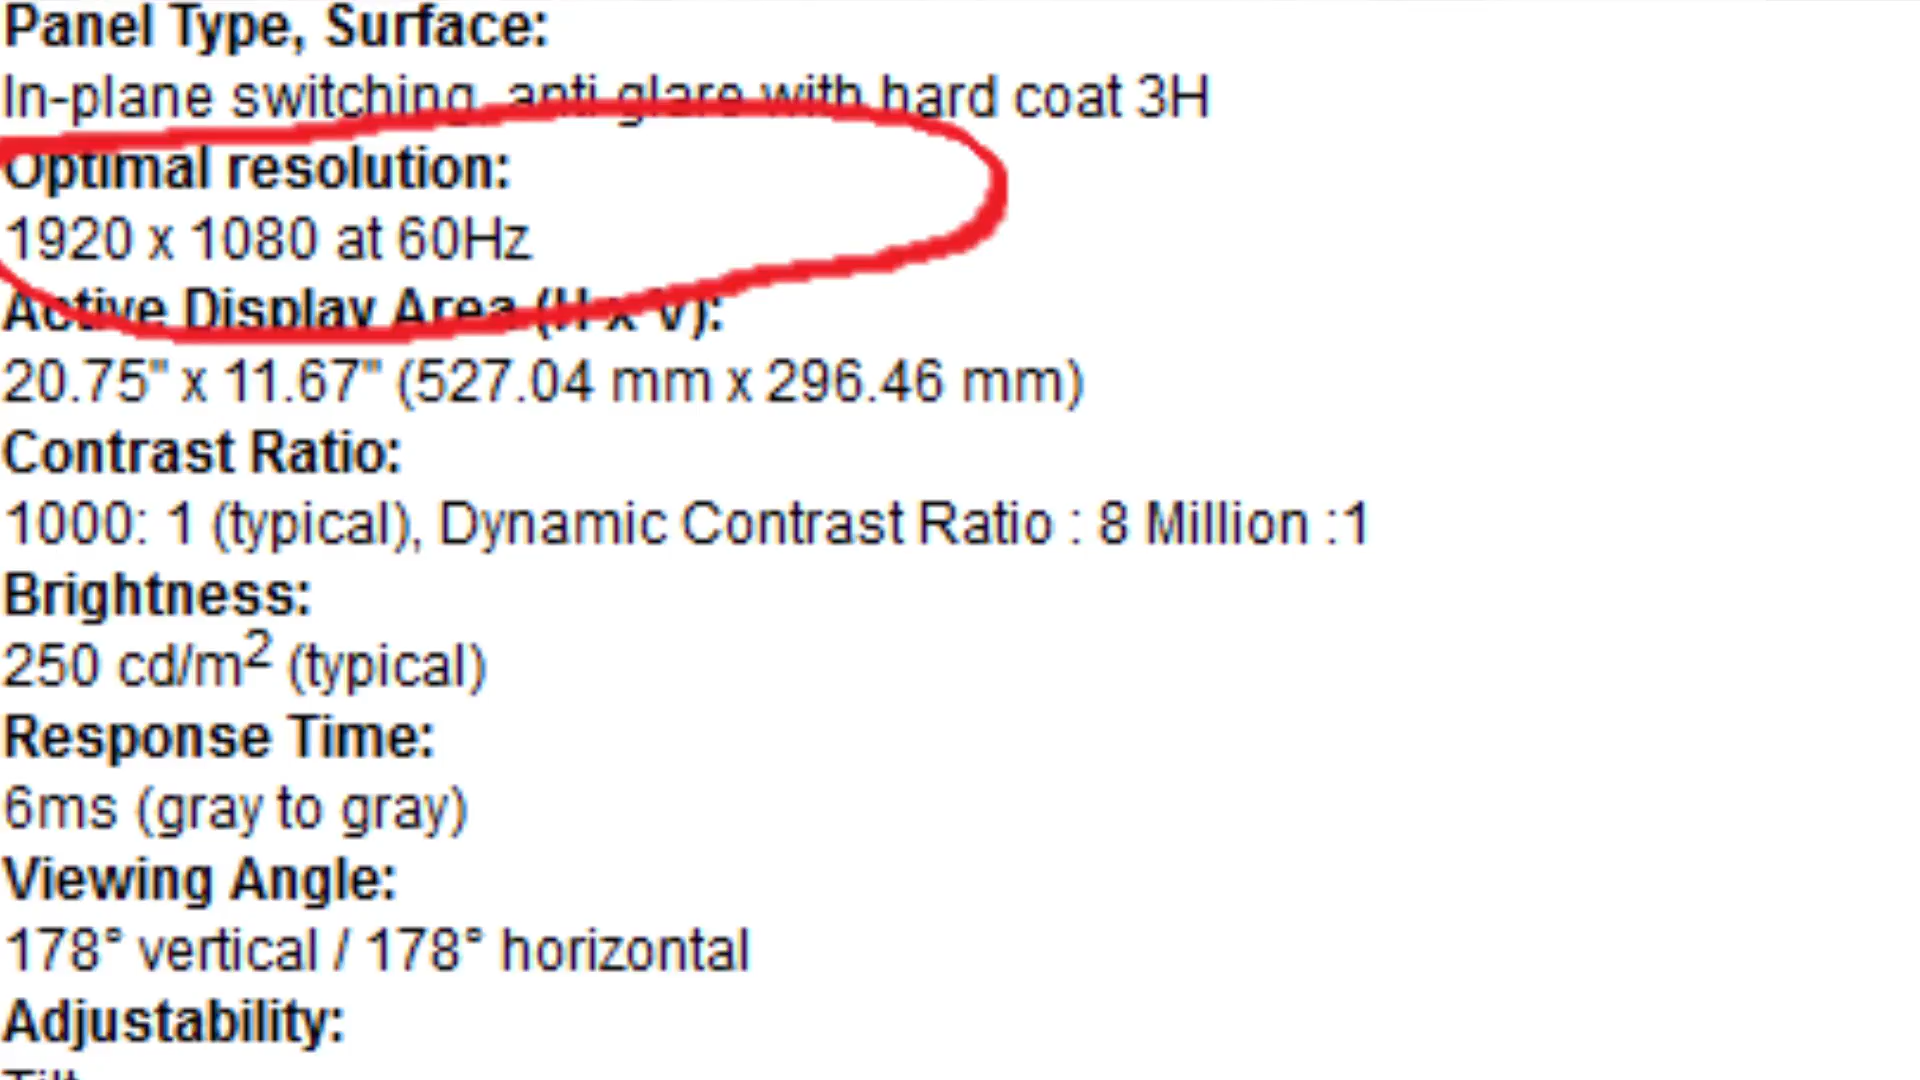 Panel Type, Surface:
In-plane switching, anti glare with hard coat 3H
Optimal resolution:
1920 x 1080 at 60Hz
Active Display Area (H x V):
20.75" x 11.67" (527.04 mm x 296.46 mm)
Contrast Ratio:
1000: 1 (typical), Dynamic Contrast Ratio : 8 Million :1
Brightness:
250 cd/m² (typical)
Response Time:
6ms (gray to gray)
Viewing Angle:
178° vertical / 178° horizontal
Adjustability:
Tilt